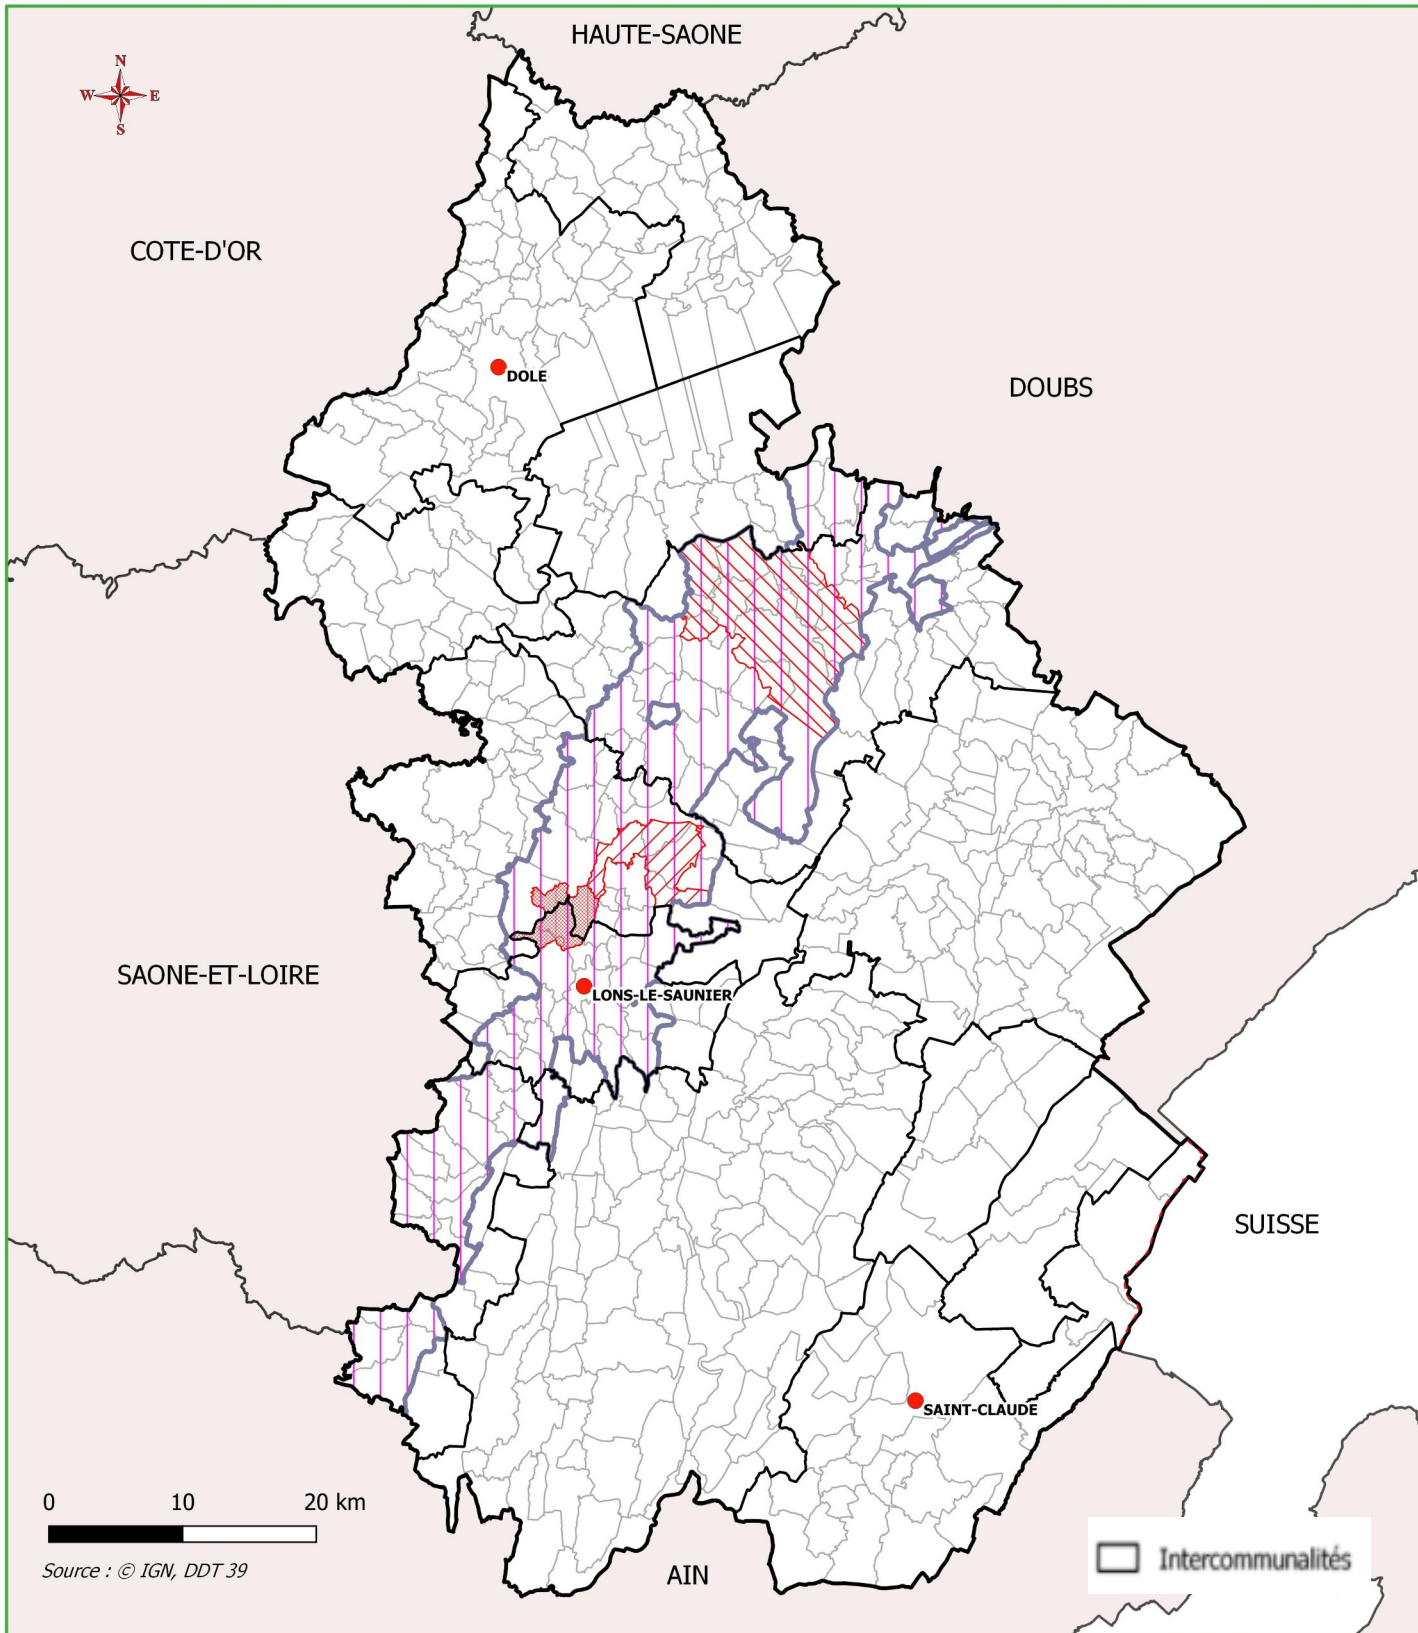 HAUTE-SAONE
N
W E
S
COTE-D'OR
DOLE
DOUBS
SAONE-ET-LOIRE
LONS-LE-SAUNIER
SUISSE
SAINT-CLAUDE
0 10 20 km
Source : © IGN, DDT 39
AIN
Intercommunalités